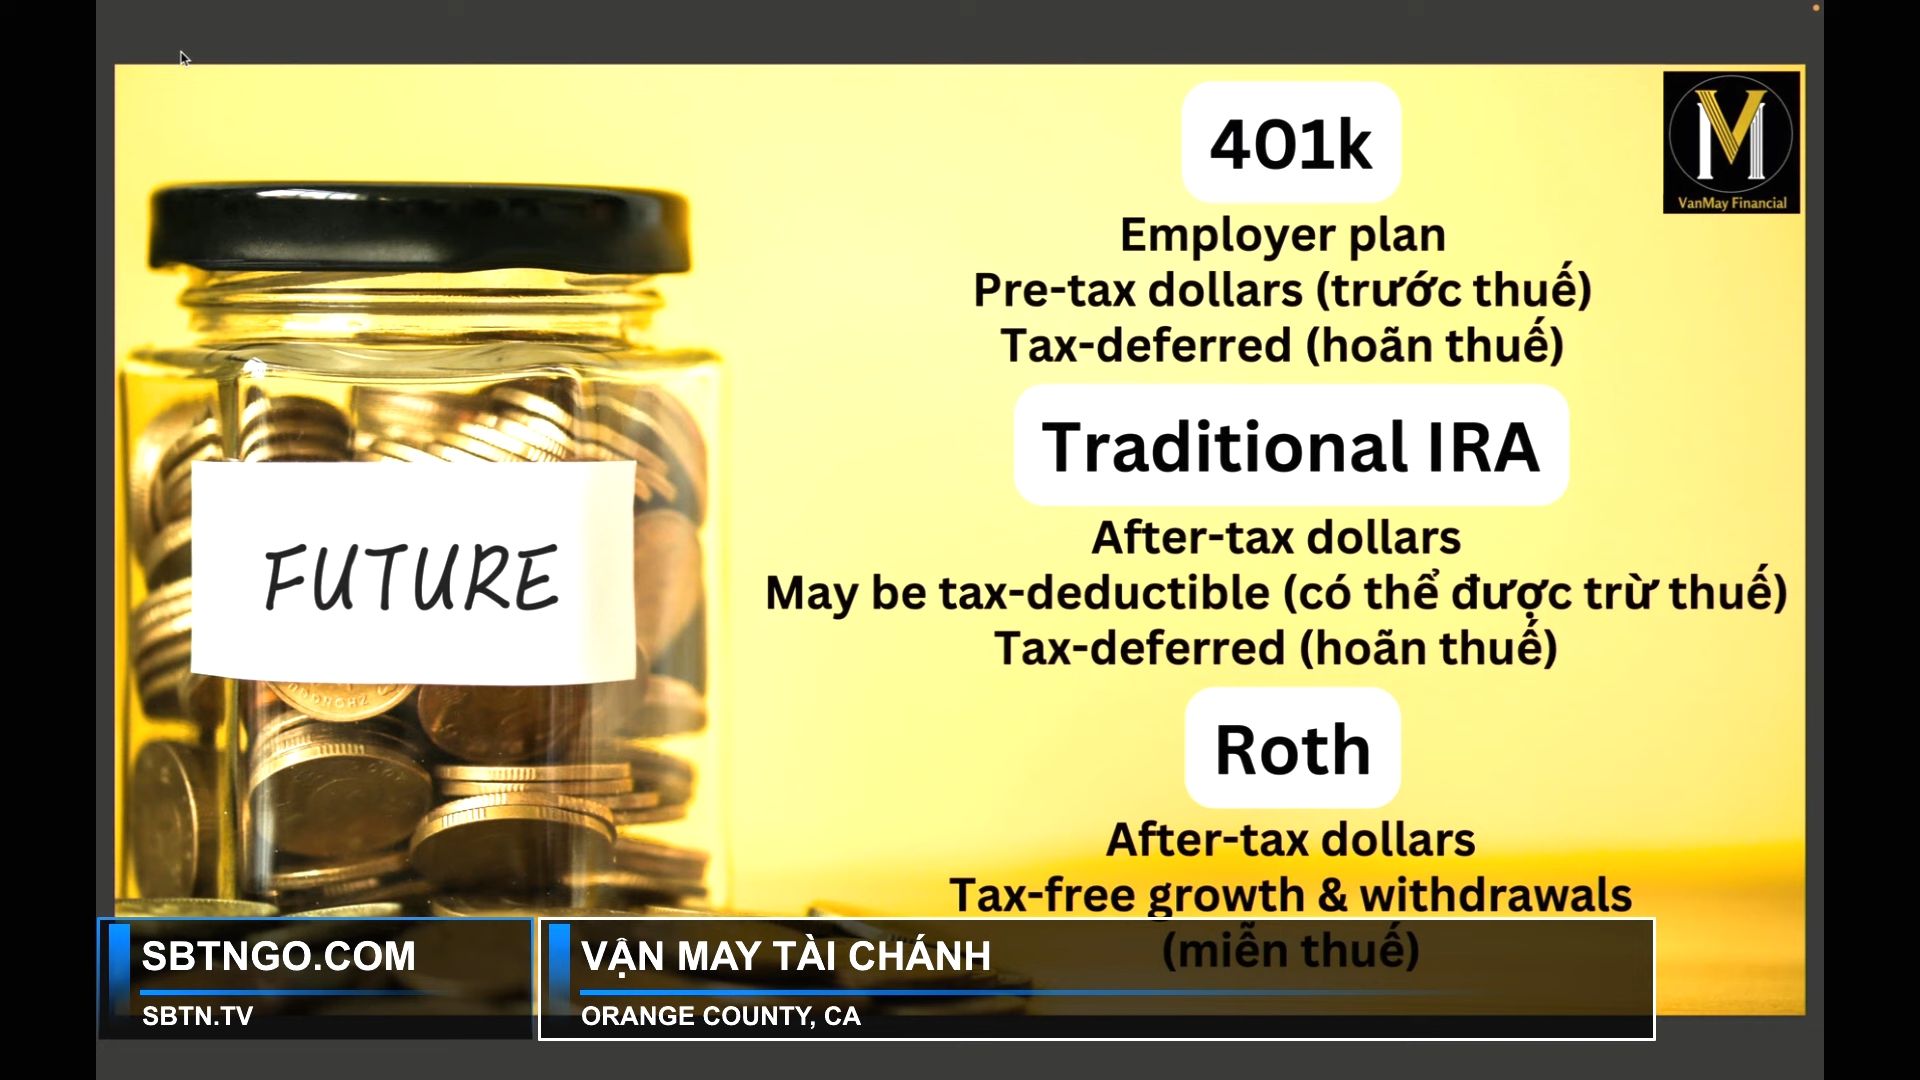 401k
VM
VanMay Financial
Employer plan
Pre-tax dollars (trước thuế)
Tax-deferred (hoãn thuế)
Traditional IRA
After-tax dollars
May be tax-deductible (có thể được trừ thuế)
Tax-deferred (hoãn thuế)
Roth
After-tax dollars
Tax-free growth & withdrawals
(miễn thuế)
FUTURE
SBTNGO.COM
SBTN.TV
VẬN MAY TÀI CHÁNH
ORANGE COUNTY, CA